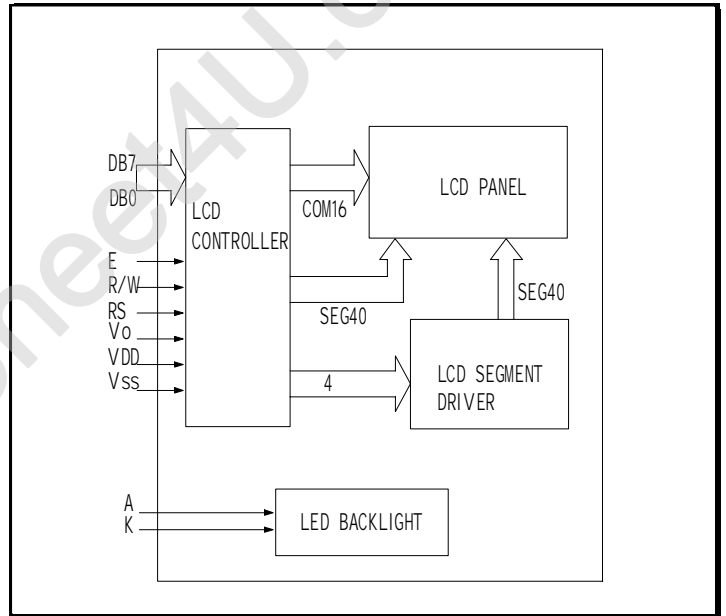 DB7
DB0
E
R/W
RS
Vo
VDD
Vss
A
K
LCD
CONTROLLER
COM16
SEG40
4
LCD PANEL
SEG40
LCD SEGMENT
DRIVER
LED BACKLIGHT